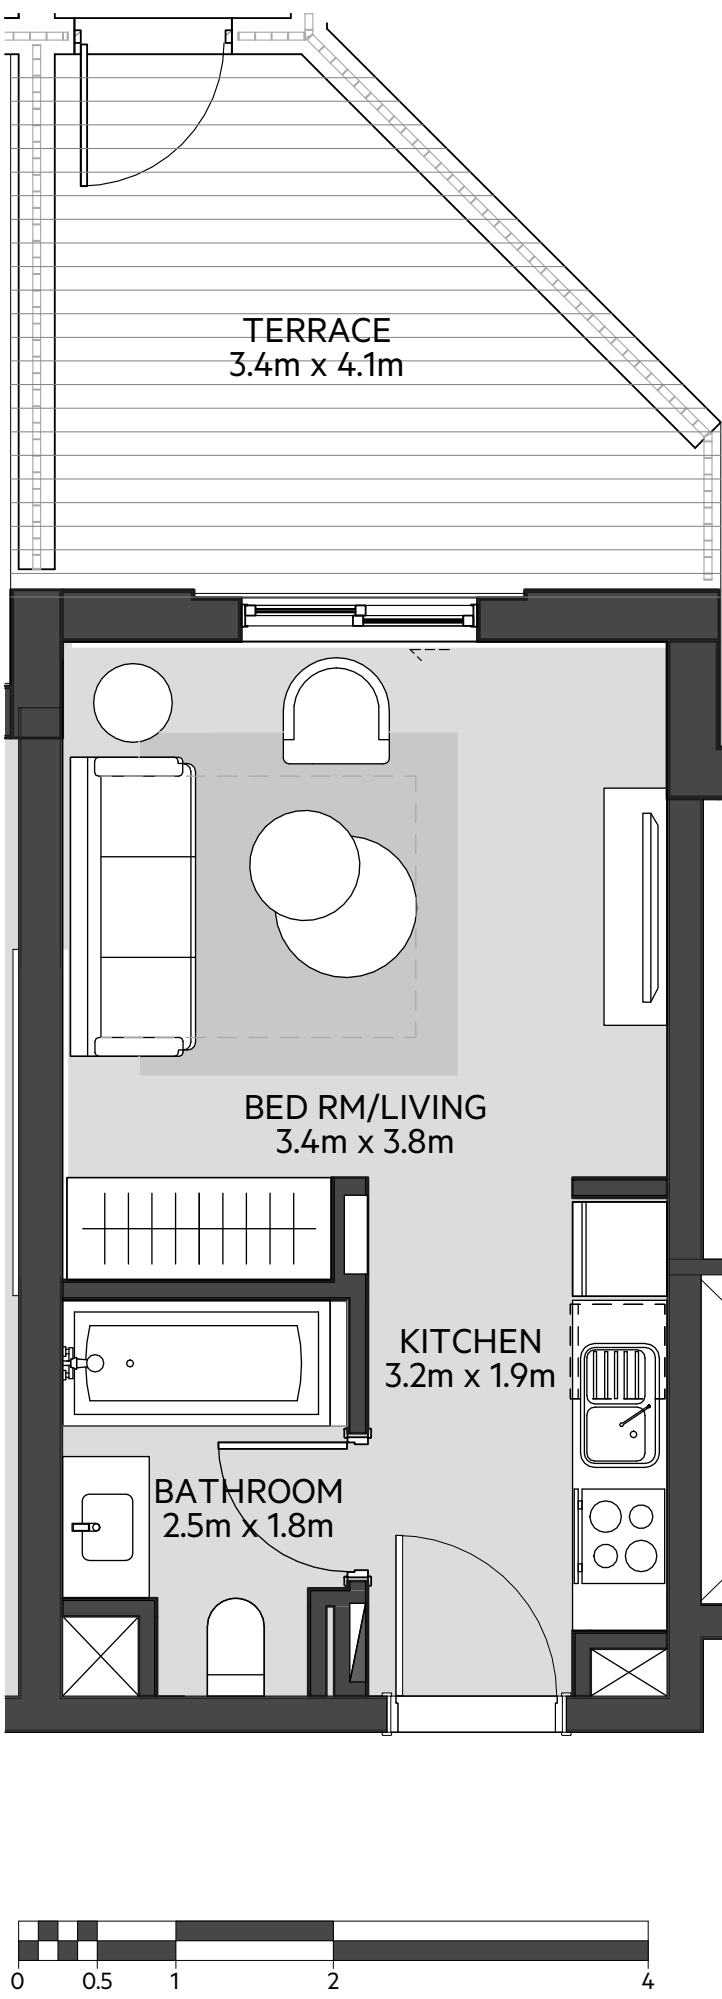 TERRACE
3.4m x 4.1m
BED RM/LIVING
3.4m x 3.8m
KITCHEN
3.2m x 1.9m
BATHROOM
2.5m x 1.8m
0 0.5 1 2 4